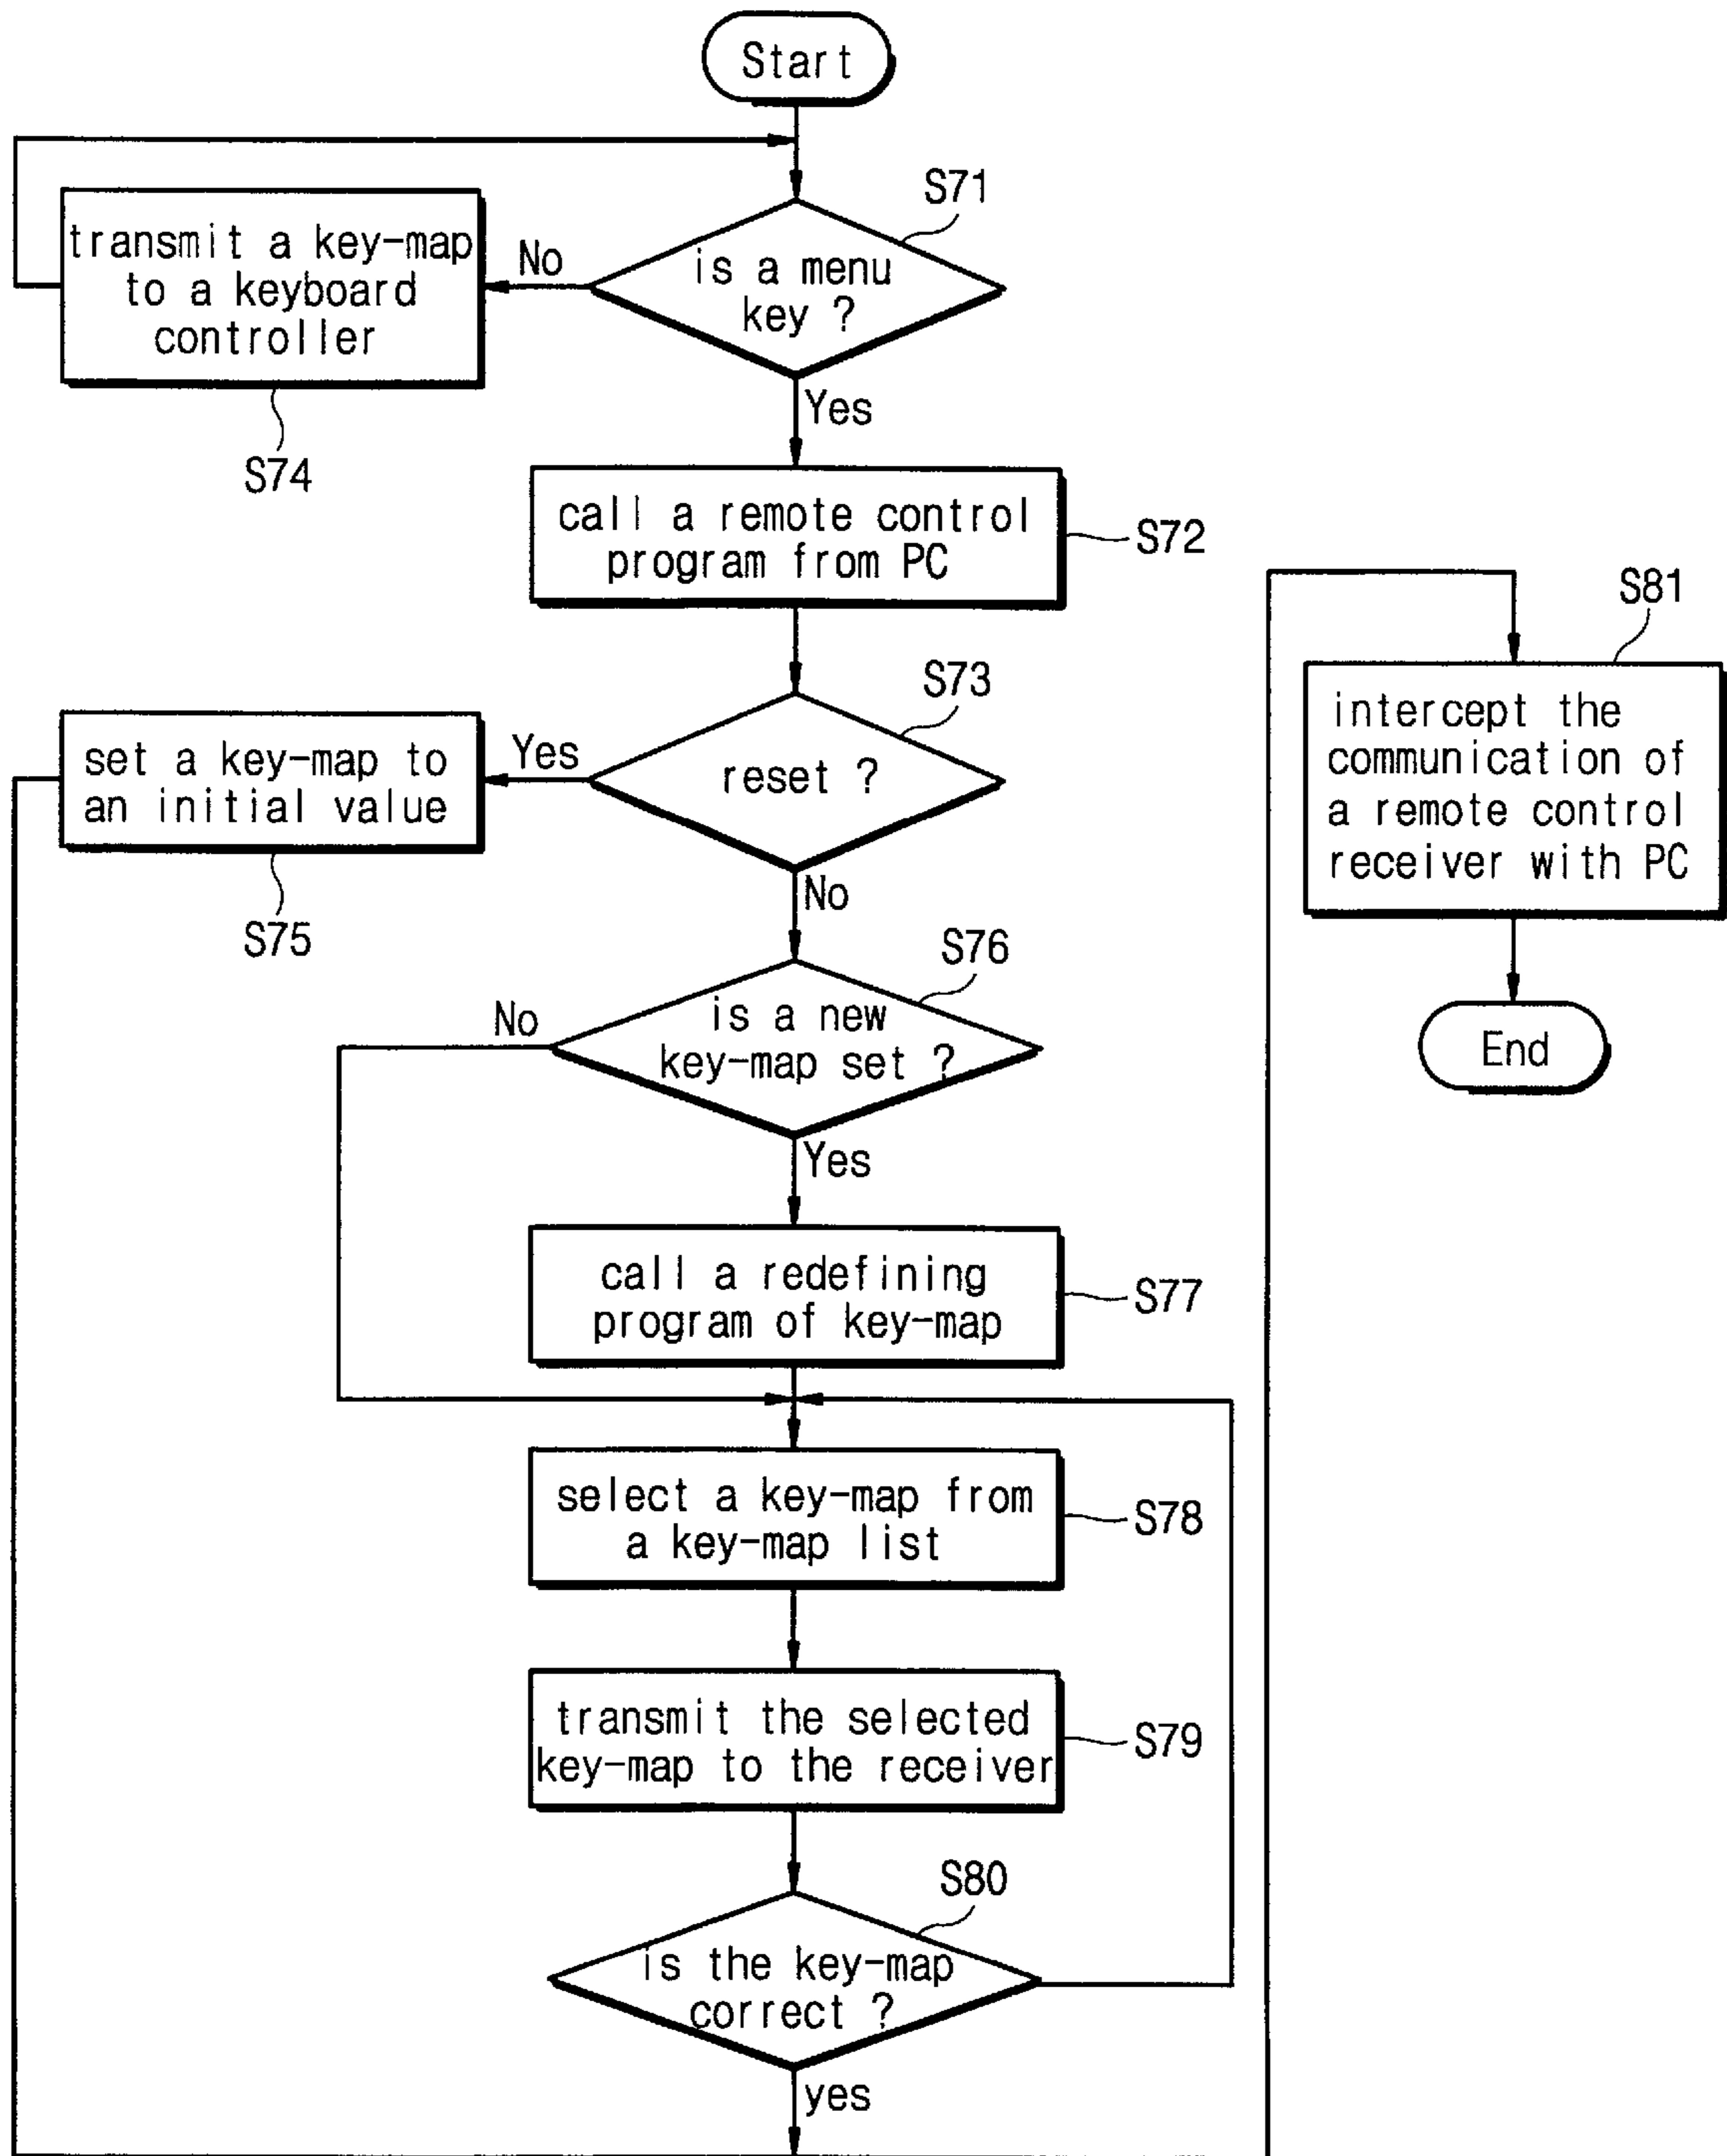 Start
S71
is a menu
key ?
No
transmit a key-map
to a keyboard
controller
S74
Yes
call a remote control
program from PC
S72
S73
reset ?
Yes
set a key-map to
an initial value
S75
No
S76
is a new
key-map set ?
No
Yes
call a redefining
program of key-map
S77
select a key-map from
a key-map list
S78
transmit the selected
key-map to the receiver
S79
S80
is the key-map
correct ?
yes
S81
intercept the
communication of
a remote control
receiver with PC
End